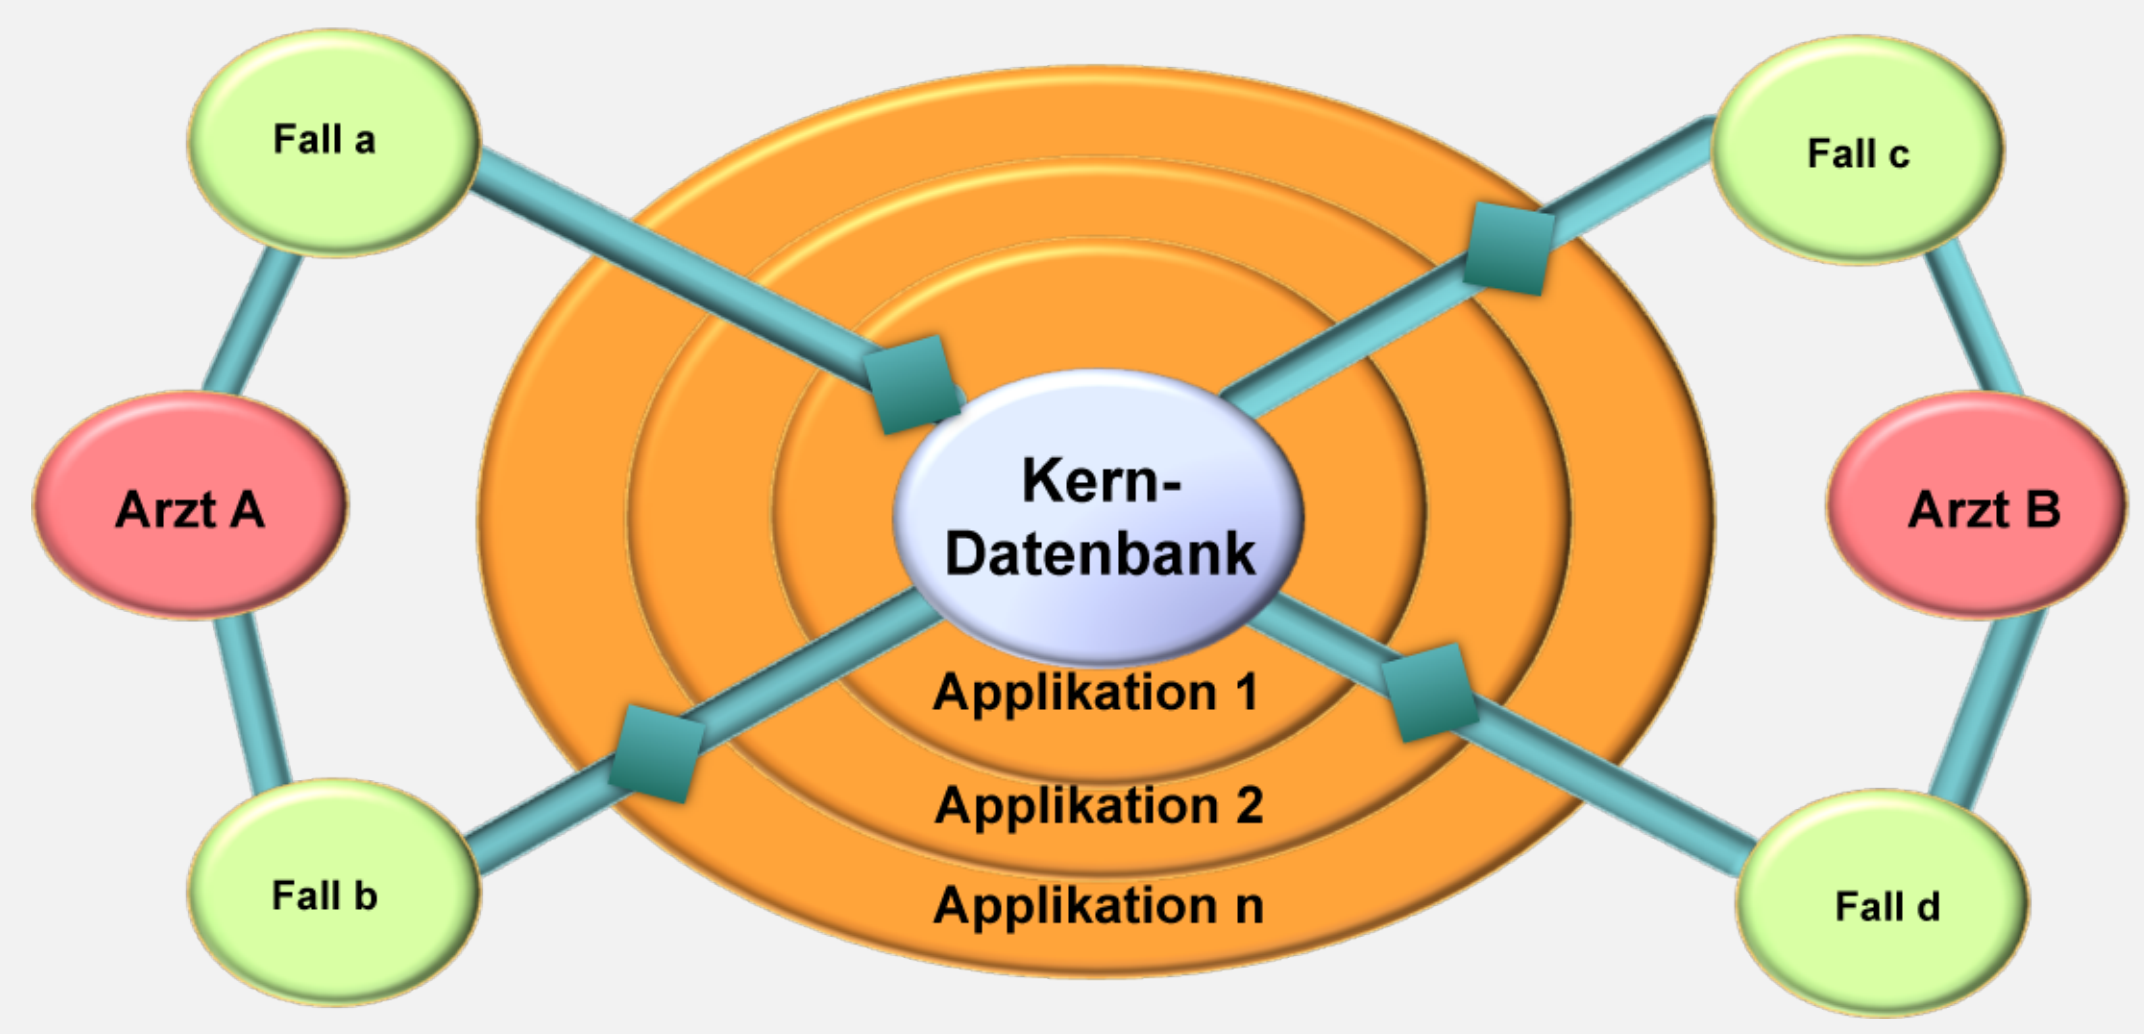 Fall a
Fall c
Arzt A
Kern-
Datenbank
Arzt B
Applikation 1
Applikation 2
Applikation n
Fall b
Fall d